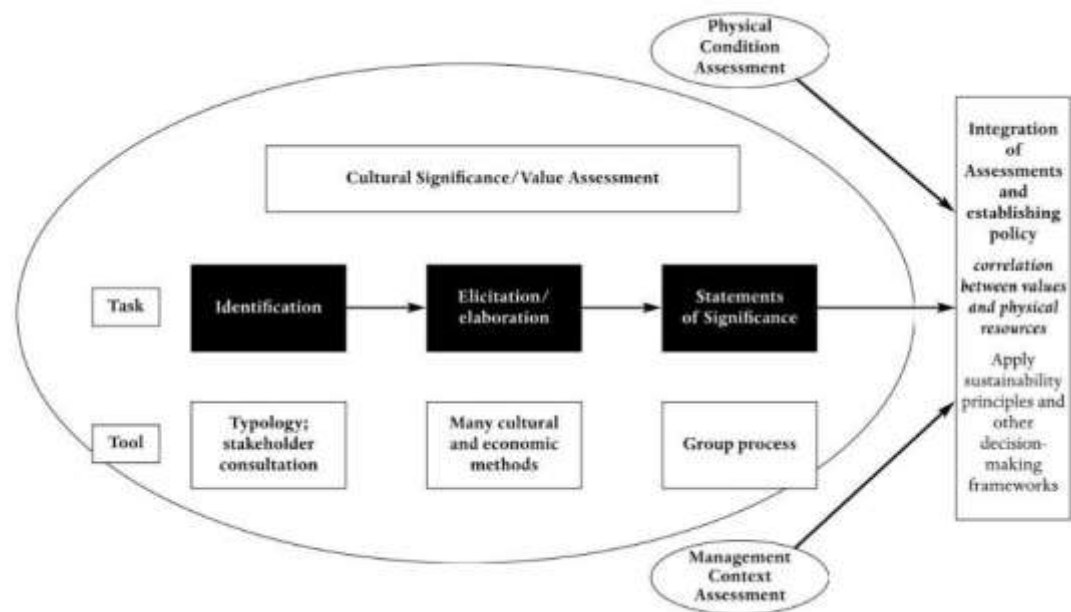 Physical
Condition
Assessment
Cultural Significance/Value Assessment
Task
Identification
Elicitation/
elaboration
Statements
of Significance
Tool
Typology;
stakeholder
consultation
Many cultural
and economic
methods
Group process
Integration
of
Assessments
and
establishing
policy
correlation
between values
and physical
resources
Apply
sustainability
principles and
other
decision-
making
frameworks
Management
Context
Assessment